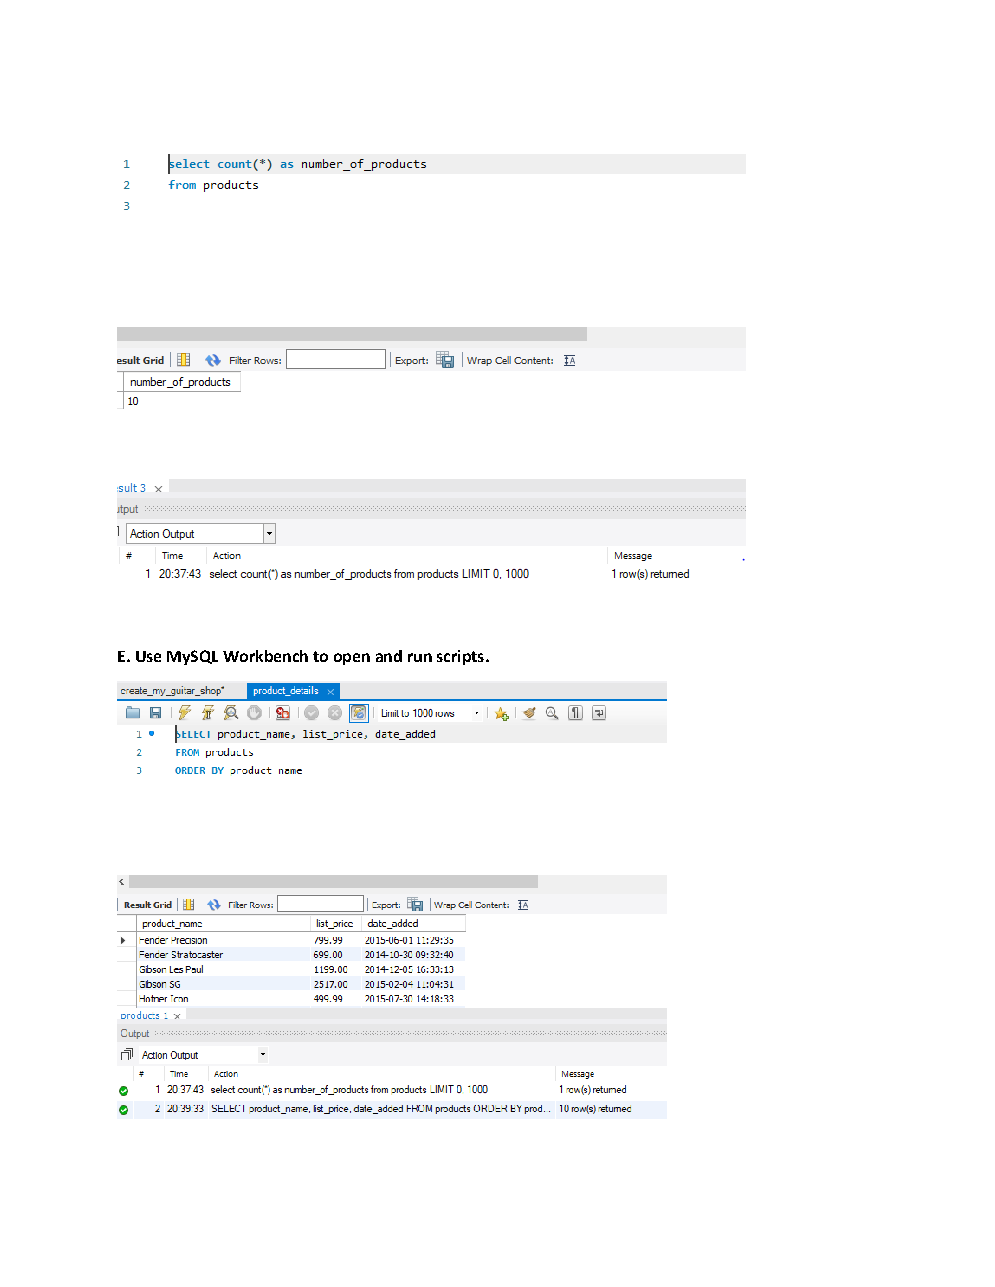 1 select count(*) as number_of_products
2 from products
3
esult Grid Filter Rows: Export: Wrap Cell Content:
number_of_products
10
esult 3 ×
utput
Action Output
# Time Action Message
1 20:37:43 select count(*) as number_of_products from products LIMIT 0, 1000 1 row(s) returned
E. Use MySQL Workbench to open and run scripts.
create_my_guitar_shop* product_details ×
Limit to 1000 rows
1 SELECT product_name, list_price, date_added
2 FROM products
3 ORDER BY product_name
Result Grid Filter Rows: Export: Wrap Cell Content:
product_name list_price date_added
Fender Precision 799.99 2015-06-01 11:29:35
Fender Stratocaster 699.00 2014-10-30 09:32:40
Gibson Les Paul 1199.00 2014-12-05 16:33:13
Gibson SG 2517.00 2015-02-04 11:04:31
Hofner Icon 499.99 2015-07-30 14:18:33
products 1 ×
Output
Action Output
# Time Action Message
1 20:37:43 select count(*) as number_of_products from products LIMIT 0, 1000 1 row(s) returned
2 20:39:33 SELECT product_name, list_price, date_added FROM products ORDER BY prod... 10 row(s) returned